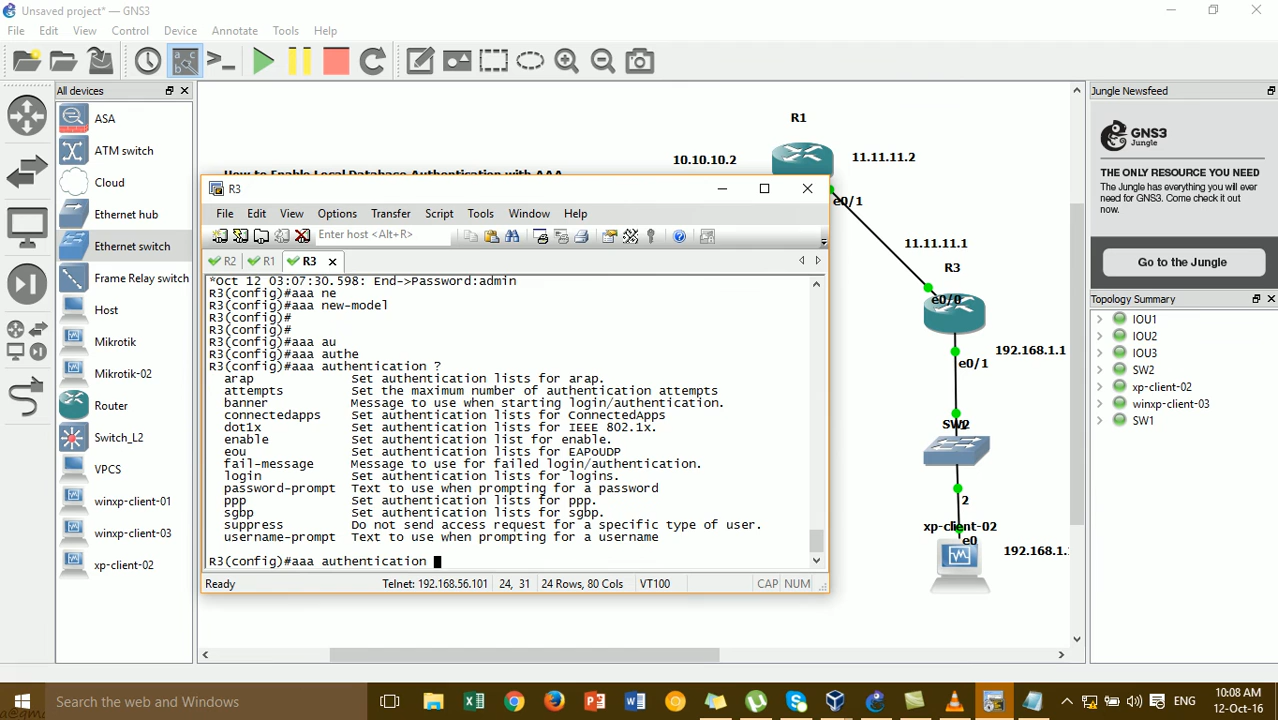 Unsaved project* — GNS3
File Edit View Control Device Annotate Tools Help
All devices
ASA
ATM switch
Cloud
Ethernet hub
Ethernet switch
Frame Relay switch
Host
Mikrotik
Mikrotik-02
Router
Switch_L2
VPCS
winxp-client-01
winxp-client-03
xp-client-02
R1
10.10.10.2
11.11.11.2
How to Enable Local Database Authentication with AAA
e0/1
11.11.11.1
R3
e0/0
192.168.1.1
e0/1
SW2
2
xp-client-02
e0
192.168.1.
R3
File Edit View Options Transfer Script Tools Window Help
Enter host <Alt+R>
R2 R1 R3
*Oct 12 03:07:30.598: End->Password:admin
R3(config)#aaa ne
R3(config)#aaa new-model
R3(config)#
R3(config)#
R3(config)#aaa au
R3(config)#aaa authe
R3(config)#aaa authentication ?
arap Set authentication lists for arap.
attempts Set the maximum number of authentication attempts
banner Message to use when starting login/authentication.
connectedapps Set authentication lists for ConnectedApps
dot1x Set authentication lists for IEEE 802.1x.
enable Set authentication list for enable.
eou Set authentication lists for EAPoUDP
fail-message Message to use for failed login/authentication.
login Set authentication lists for logins.
password-prompt Text to use when prompting for a password
ppp Set authentication lists for ppp.
sgbp Set authentication lists for sgbp.
suppress Do not send access request for a specific type of user.
username-prompt Text to use when prompting for a username
R3(config)#aaa authentication
Ready Telnet: 192.168.56.101 24, 31 24 Rows, 80 Cols VT100 CAP NUM
Jungle Newsfeed
GNS3
Jungle
THE ONLY RESOURCE YOU NEED
The Jungle has everything you will ever
need for GNS3. Come check it out
now.
Go to the Jungle
Topology Summary
IOU1
IOU2
IOU3
SW2
xp-client-02
winxp-client-03
SW1
Search the web and Windows
ENG
10:08 AM
12-Oct-16